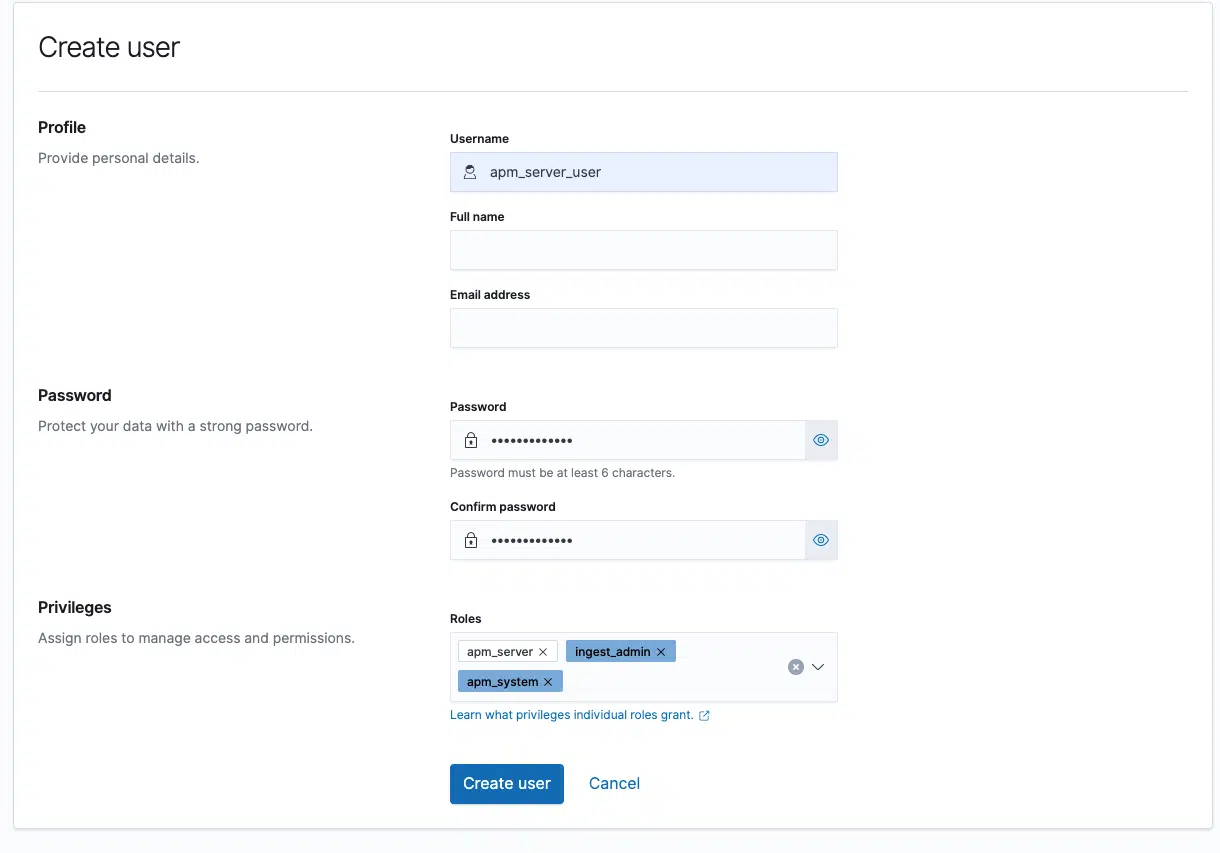 Create user
Profile
Provide personal details.
Username
apm_server_user
Full name
Email address
Password
Protect your data with a strong password.
Password
•••••••••••••
Password must be at least 6 characters.
Confirm password
•••••••••••••
Privileges
Assign roles to manage access and permissions.
Roles
apm_server ingest_admin
apm_system
Learn what privileges individual roles grant.
Create user Cancel